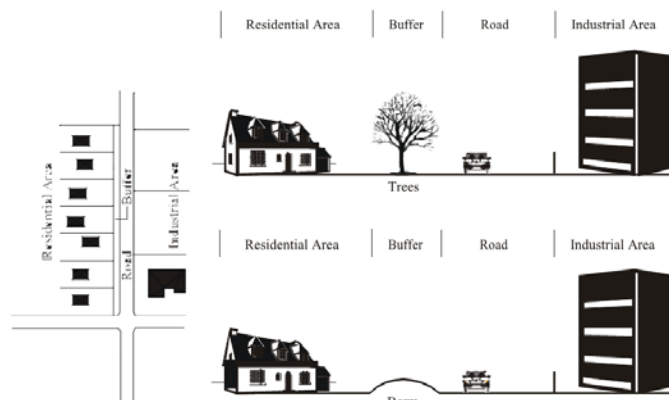 Residential Area
Buffer
Road
Industrial Area
Residential Area Buffer Road Industrial Area
Trees
Residential Area Buffer Road Industrial Area